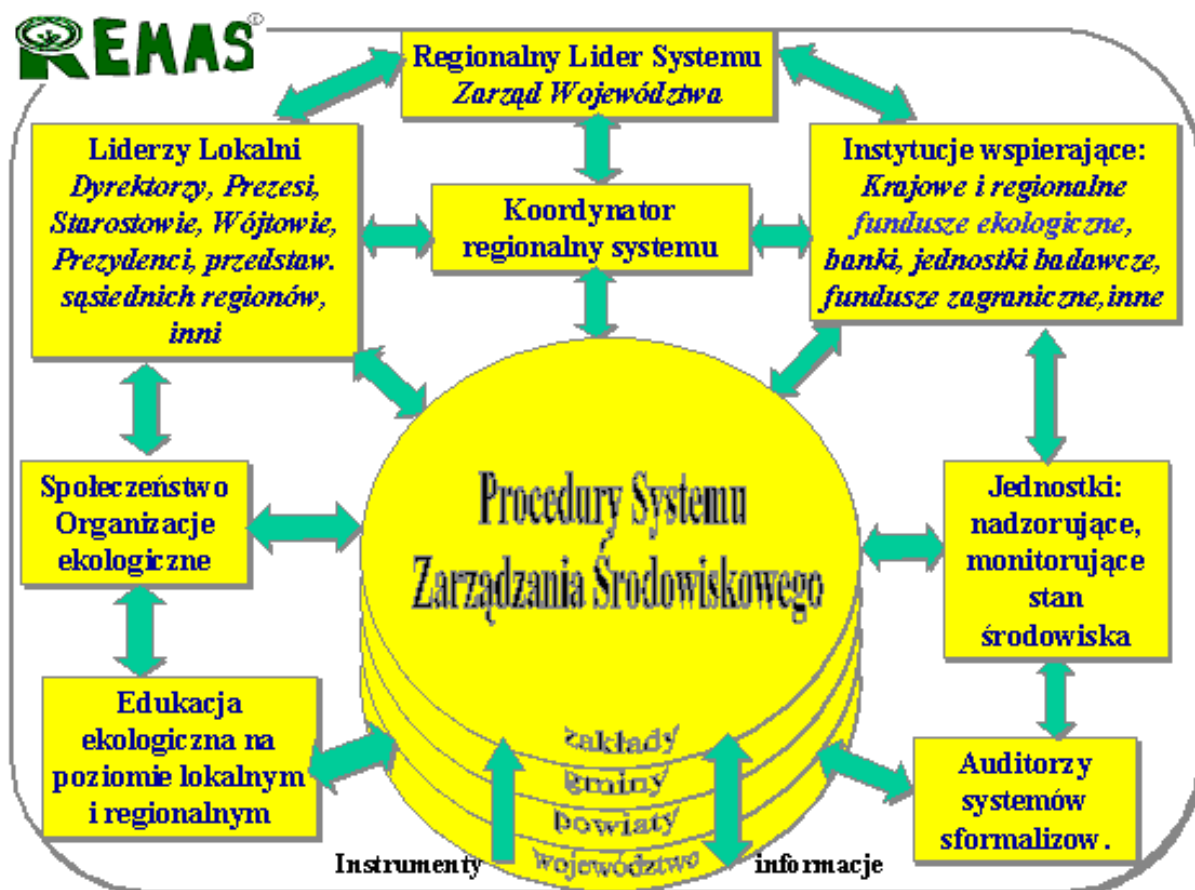 REMAS©
Regionalny Lider Systemu
Zarząd Województwa
Liderzy Lokalni
Dyrektorzy, Prezesi,
Starostowie, Wójtowie,
Prezydenci, przedstaw.
sąsiednich regionów,
inni
Koordynator
regionalny systemu
Instytucje wspierające:
Krajowe i regionalne
fundusze ekologiczne,
banki, jednostki badawcze,
fundusze zagraniczne,inne
Procedury Systemu
Zarządzania Środowiskowego
Społeczeństwo
Organizacje
ekologiczne
Jednostki:
nadzorujące,
monitorujące
stan
środowiska
Edukacja
ekologiczna na
poziomie lokalnym
i regionalnym
zakłady
gminy
powiaty
województwo
Auditorzy
systemów
sformalizow.
Instrumenty
informacje